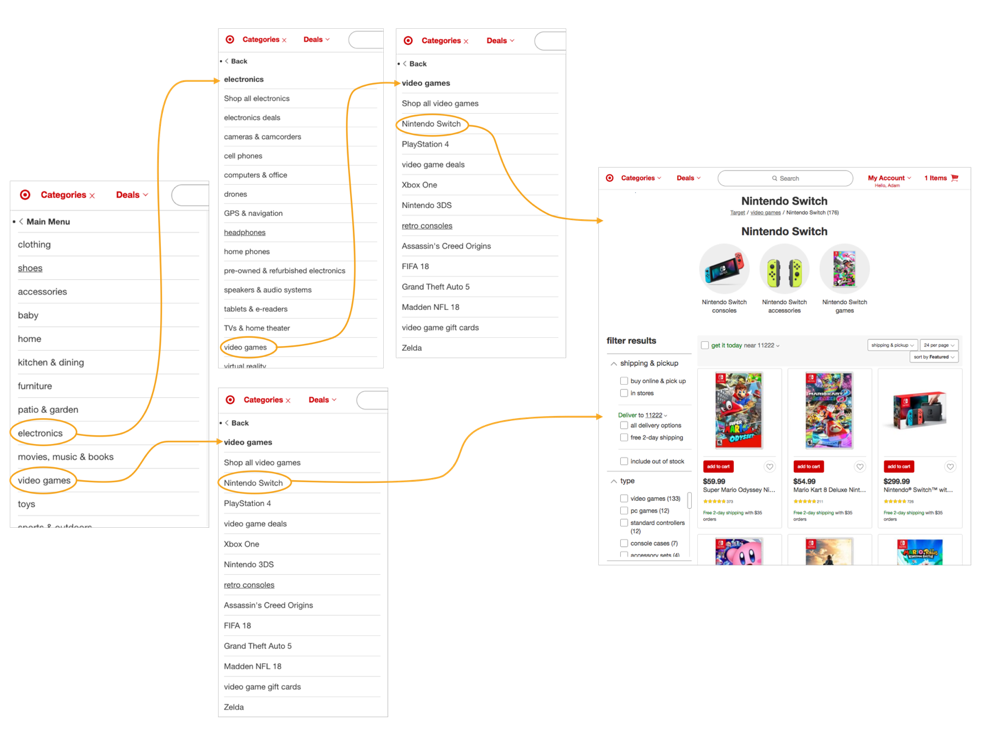 Categories × Deals
< Main Menu
clothing
shoes
accessories
baby
home
kitchen & dining
furniture
patio & garden
electronics
movies, music & books
video games
toys
sports & outdoors
Categories × Deals
< Back
electronics
Shop all electronics
electronics deals
cameras & camcorders
cell phones
computers & office
drones
GPS & navigation
headphones
home phones
pre-owned & refurbished electronics
speakers & audio systems
tablets & e-readers
TVs & home theater
video games
virtual reality
Categories × Deals
< Back
video games
Shop all video games
Nintendo Switch
PlayStation 4
video game deals
Xbox One
Nintendo 3DS
retro consoles
Assassin's Creed Origins
FIFA 18
Grand Theft Auto 5
Madden NFL 18
video game gift cards
Zelda
Categories × Deals
< Back
video games
Shop all video games
Nintendo Switch
PlayStation 4
video game deals
Xbox One
Nintendo 3DS
retro consoles
Assassin's Creed Origins
FIFA 18
Grand Theft Auto 5
Madden NFL 18
video game gift cards
Zelda
Categories Deals Search My Account 1 Items
Hello, Adam
Nintendo Switch
Target / video games / Nintendo Switch (176)
Nintendo Switch
Nintendo Switch consoles
Nintendo Switch accessories
Nintendo Switch games
filter results
shipping & pickup
buy online & pick up
in stores
Deliver to 11222
all delivery options
free 2-day shipping
include out of stock
type
video games (133)
pc games (12)
standard controllers
(12)
console cases (7)
accessory sets (4)
get it today near 11222
shipping & pickup 24 per page
sort by Featured
add to cart
$59.99
Super Mario Odyssey Ni...
Free 2-day shipping with $35
orders
add to cart
$54.99
Mario Kart 8 Deluxe Nint...
Free 2-day shipping with $35
orders
add to cart
$299.99
Nintendo® Switch™ wit...
Free 2-day shipping with $35
orders